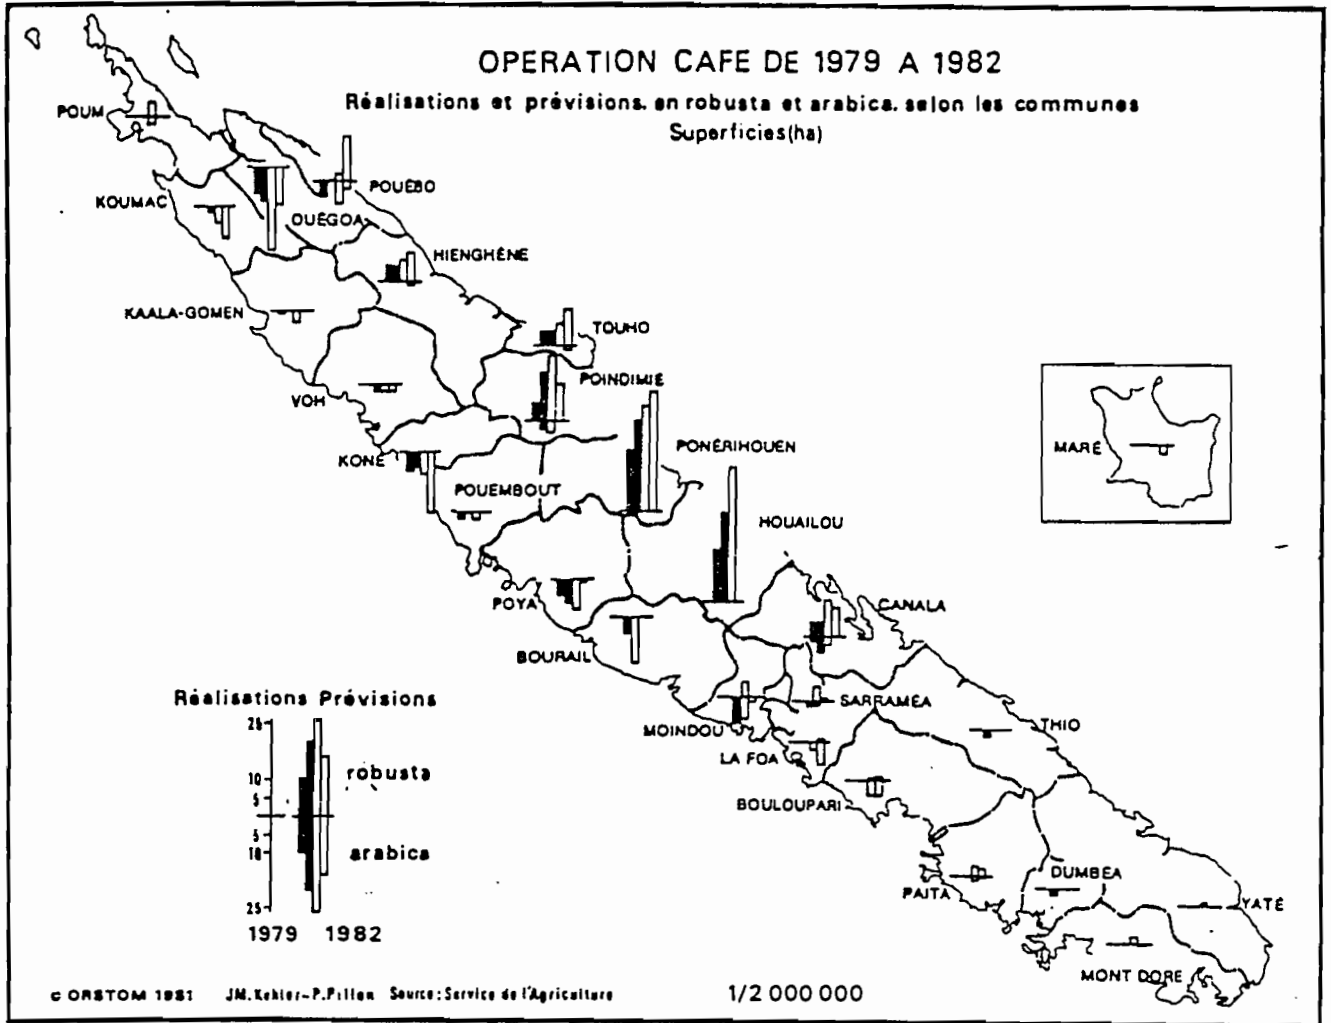 OPERATION CAFE DE 1979 A 1982
Réalisations et prévisions, en robusta et arabica, selon les communes
Superficies(ha)
POUM
POUÉBO
KOUMAC
OUÉGOA
HIENGHÈNE
KAALA-GOMEN
TOUHO
POINDIMIÉ
VOH
MARÉ
PONÉRIHOUEN
KONÉ
POUEMBOUT
HOUAILOU
POYA
CANALA
BOURAIL
Réalisations Prévisions
SARRAMÉA
25
MOINDOU
THIO
LA FOA
robusta
10
5
BOULOUPARI
5
10
arabica
DUMBÉA
PAITA
25
YATÉ
1979 1982
MONT DORE
© ORSTOM 1981 JM.Kohler-P.Pillon Source: Service de l'Agriculture
1/2 000 000